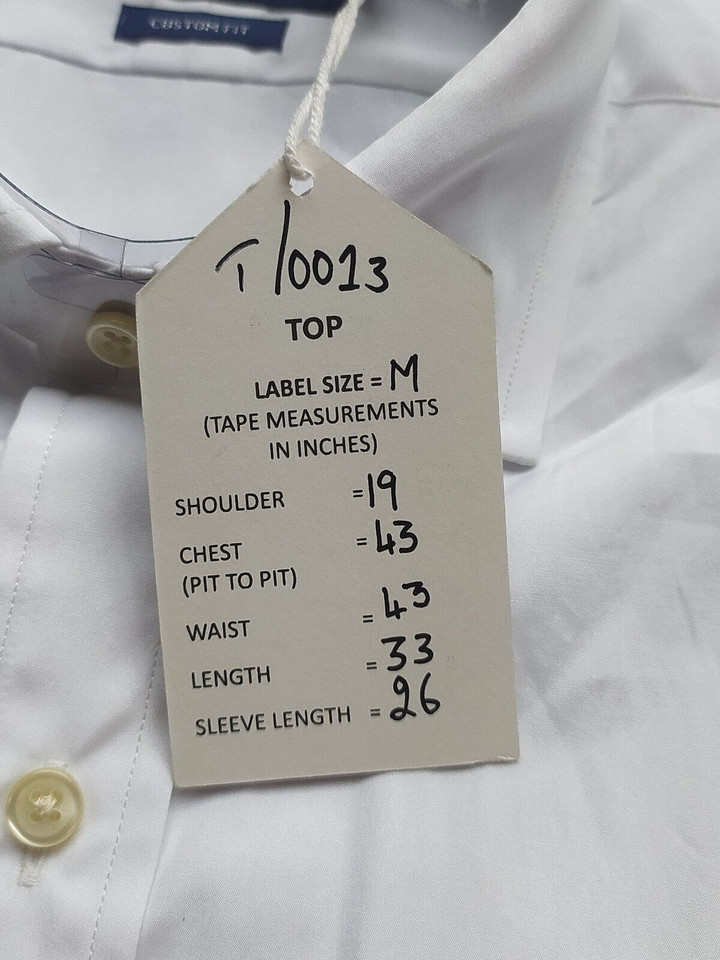 CUSTOM FIT
T/0013
TOP
LABEL SIZE = M
(TAPE MEASUREMENTS
IN INCHES)
SHOULDER =19
CHEST = 43
(PIT TO PIT)
WAIST = 43
LENGTH = 33
SLEEVE LENGTH = 26